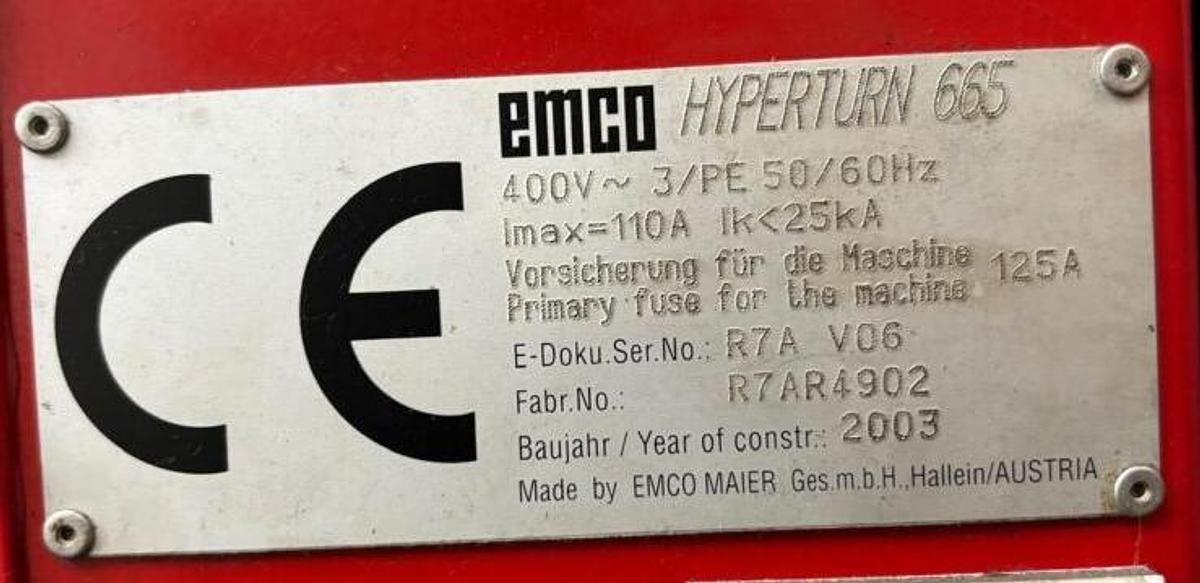 CE
emco HYPERTURN 665
400V~ 3/PE 50/60Hz
Imax=110A Ik<25kA
Vorsicherung für die Maschine 125A
Primary fuse for the machine
E-Doku.Ser.No.: R7A V06
Fabr.No.: R7AR4902
Baujahr / Year of constr.: 2003
Made by EMCO MAIER Ges.m.b.H.,Hallein/AUSTRIA